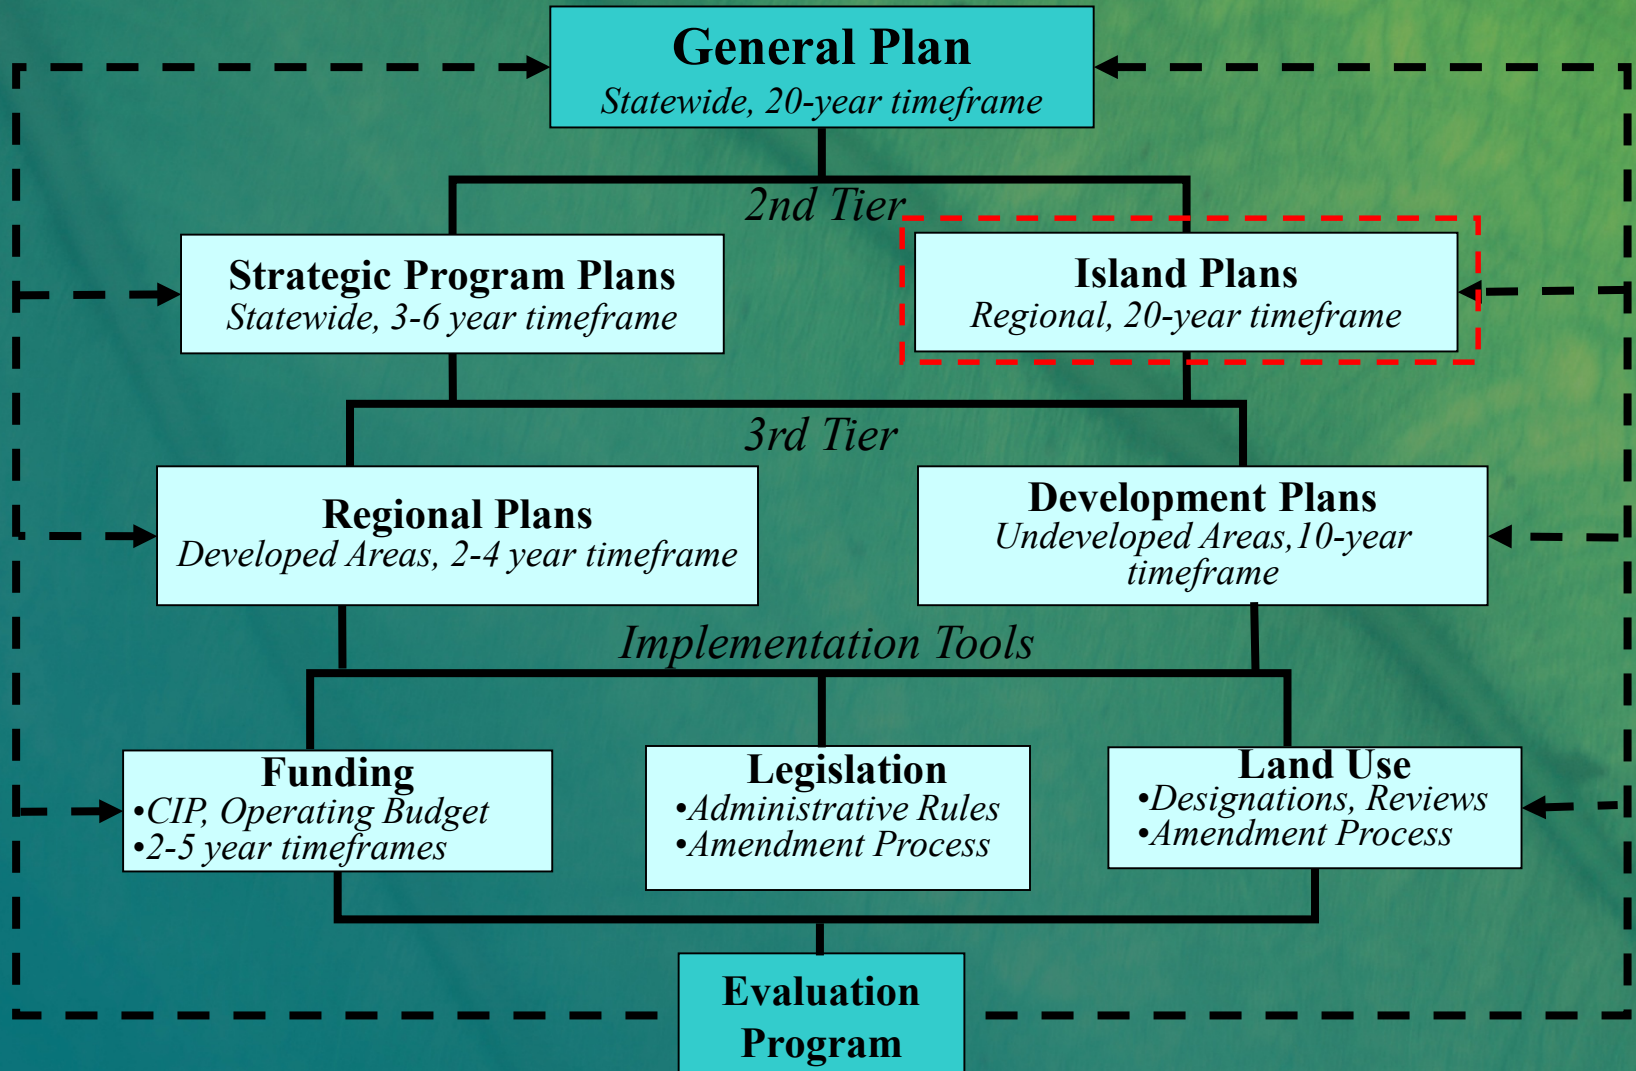 General Plan
Statewide, 20-year timeframe
2nd Tier
Strategic Program Plans
Statewide, 3-6 year timeframe
Island Plans
Regional, 20-year timeframe
3rd Tier
Regional Plans
Developed Areas, 2-4 year timeframe
Development Plans
Undeveloped Areas,10-year
timeframe
Implementation Tools
Funding
•CIP, Operating Budget
•2-5 year timeframes
Legislation
•Administrative Rules
•Amendment Process
Land Use
•Designations, Reviews
•Amendment Process
Evaluation
Program